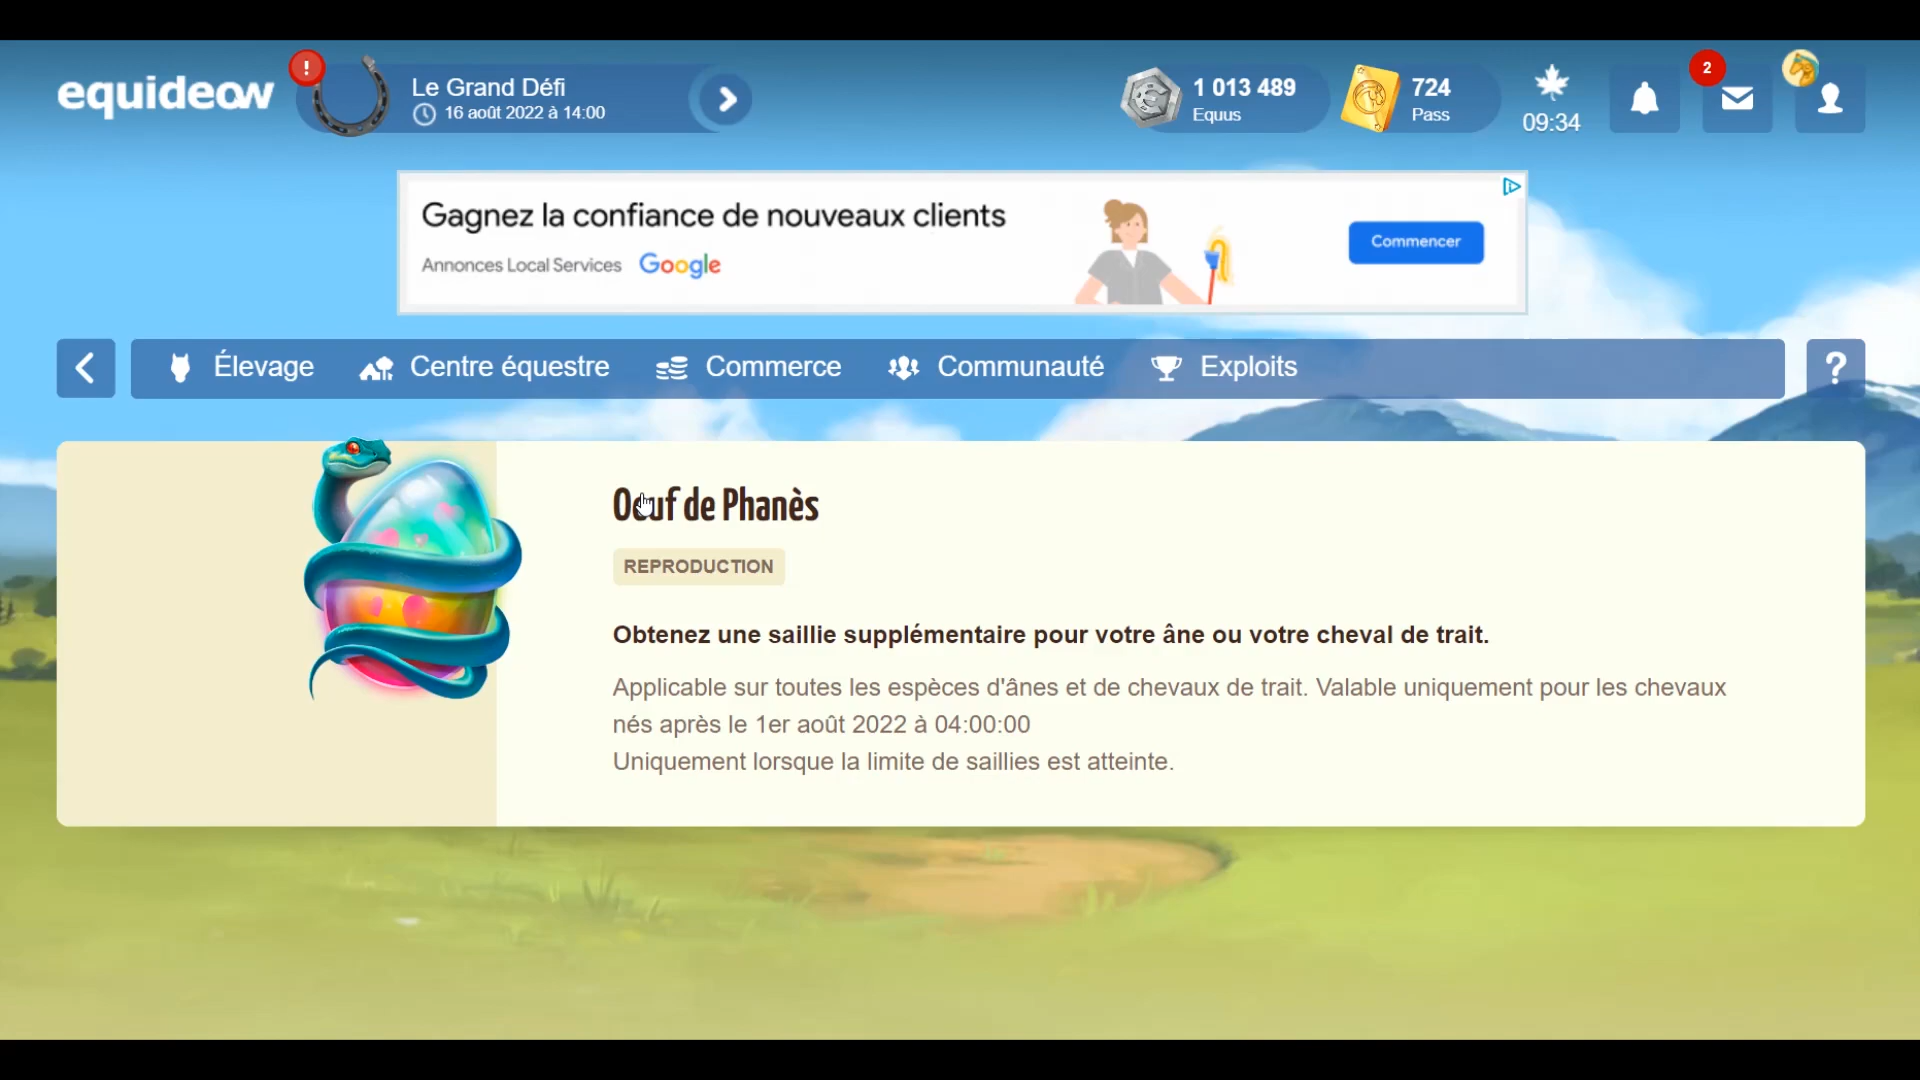 equideow
!
Le Grand Défi
16 août 2022 à 14:00
1 013 489
Equus
724
Pass
09:34
2
Gagnez la confiance de nouveaux clients
Annonces Local Services Google
Commencer
Élevage
Centre équestre
Commerce
Communauté
Exploits
?
Oeuf de Phanès
REPRODUCTION
Obtenez une saillie supplémentaire pour votre âne ou votre cheval de trait.
Applicable sur toutes les espèces d'ânes et de chevaux de trait. Valable uniquement pour les chevaux
nés après le 1er août 2022 à 04:00:00
Uniquement lorsque la limite de saillies est atteinte.